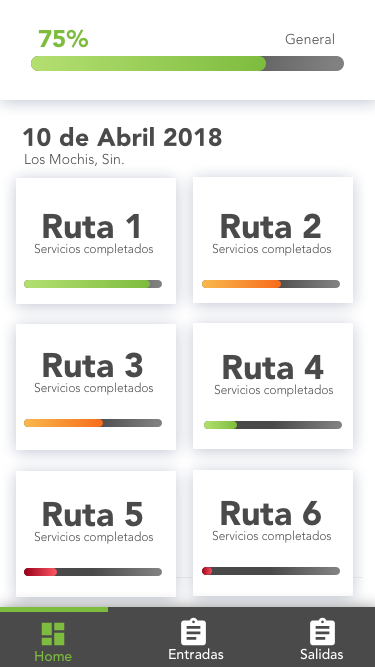 75%
General
10 de Abril 2018
Los Mochis, Sin.
Ruta 1
Servicios completados
Ruta 2
Servicios completados
Ruta 3
Servicios completados
Ruta 4
Servicios completados
Ruta 5
Servicios completados
Ruta 6
Servicios completados
Home
Entradas
Salidas